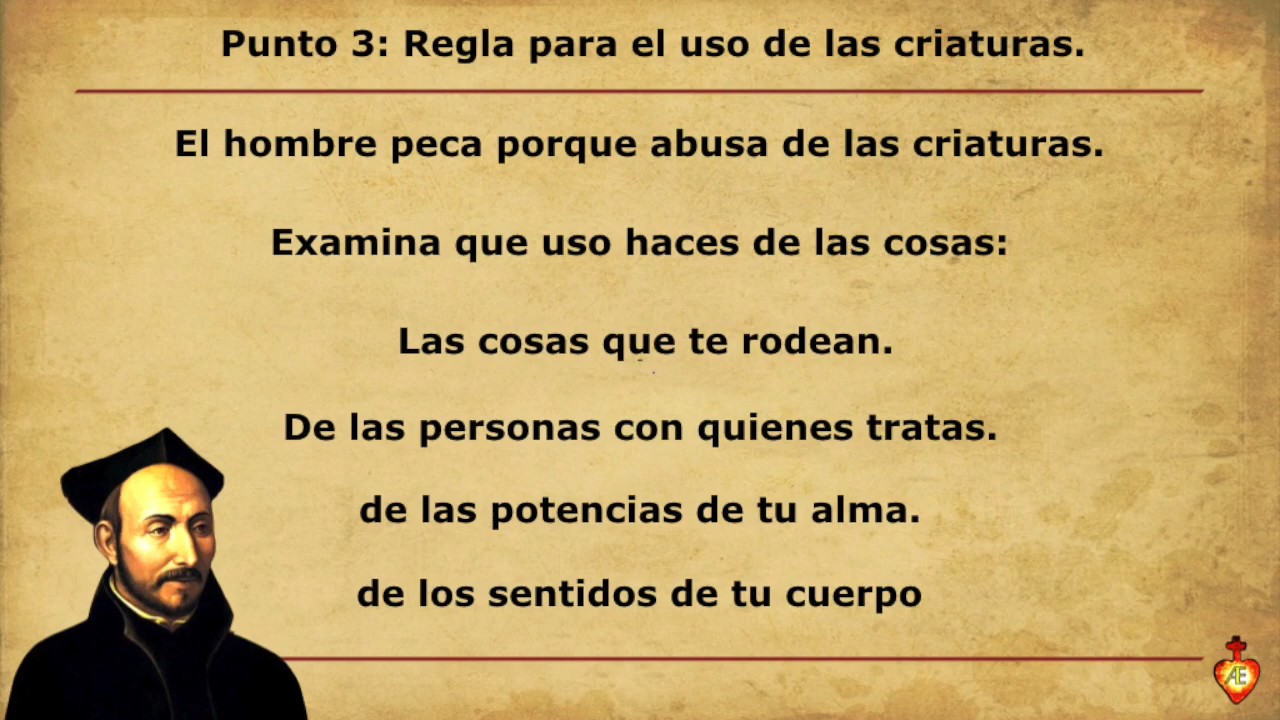 Punto 3: Regla para el uso de las criaturas.
El hombre peca porque abusa de las criaturas.
Examina que uso haces de las cosas:
Las cosas que te rodean.
De las personas con quienes tratas.
de las potencias de tu alma.
de los sentidos de tu cuerpo
Æ